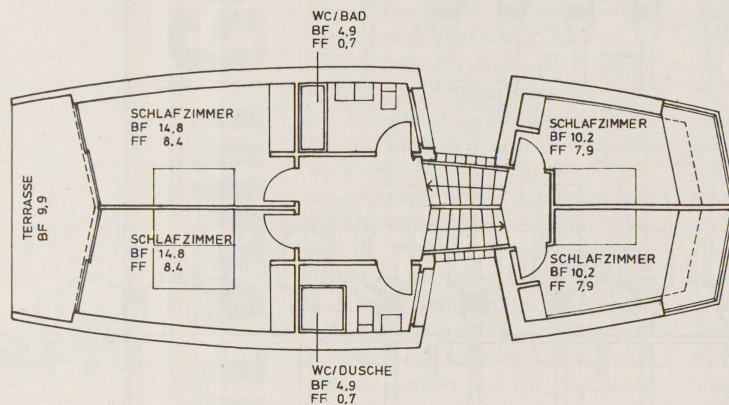 WC/BAD
BF 4,9
FF 0,7
SCHLAFZIMMER
BF 14,8
FF 8,4
SCHLAFZIMMER
BF 10,2
FF 7,9
TERRASSE
BF 9,9
SCHLAFZIMMER
BF 14,8
FF 8,4
SCHLAFZIMMER
BF 10,2
FF 7,9
WC/DUSCHE
BF 4,9
FF 0,7